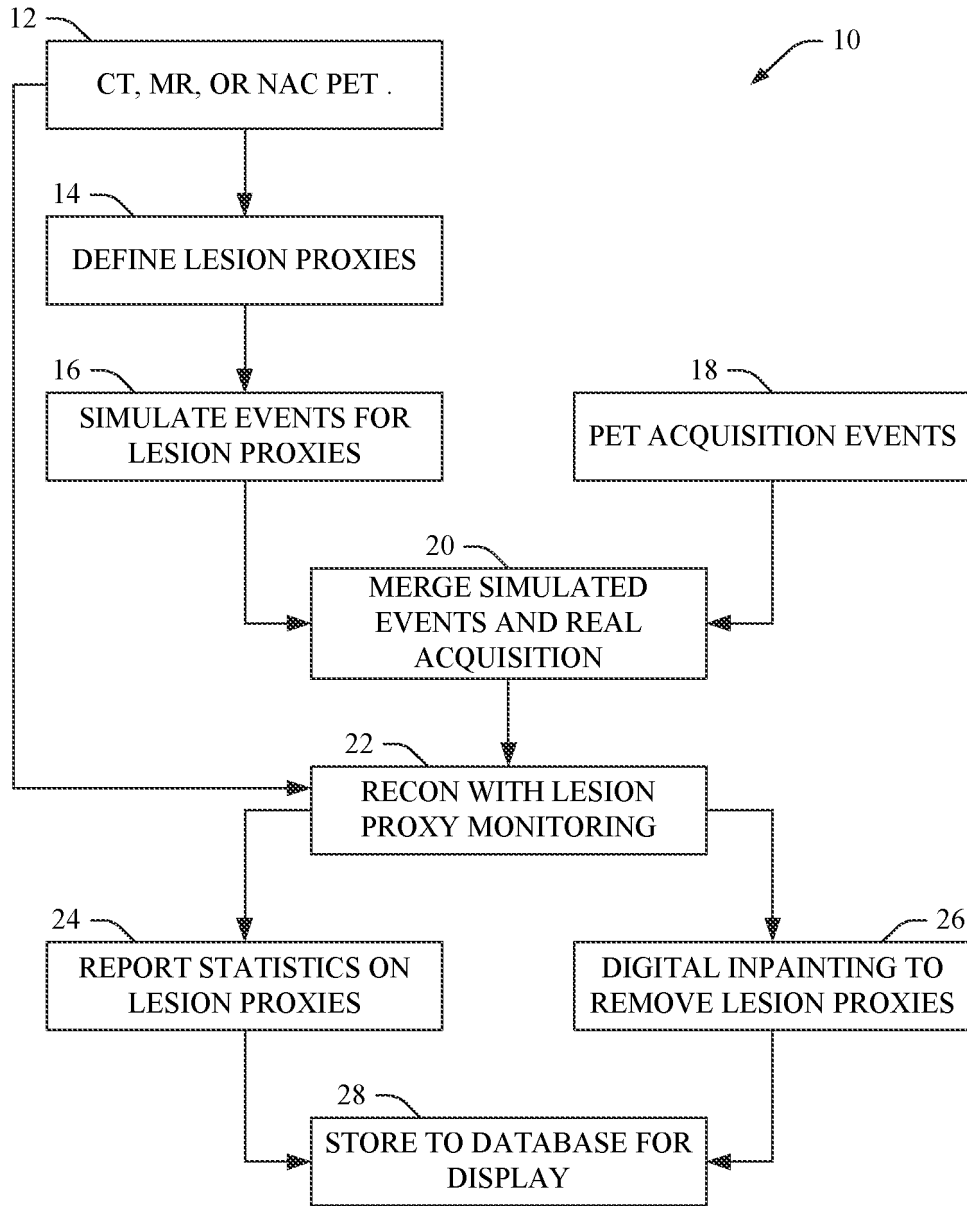 12
10
CT, MR, OR NAC PET .
14
DEFINE LESION PROXIES
16
SIMULATE EVENTS FOR
LESION PROXIES
18
PET ACQUISITION EVENTS
20
MERGE SIMULATED
EVENTS AND REAL
ACQUISITION
22
RECON WITH LESION
PROXY MONITORING
24
REPORT STATISTICS ON
LESION PROXIES
26
DIGITAL INPAINTING TO
REMOVE LESION PROXIES
28
STORE TO DATABASE FOR
DISPLAY